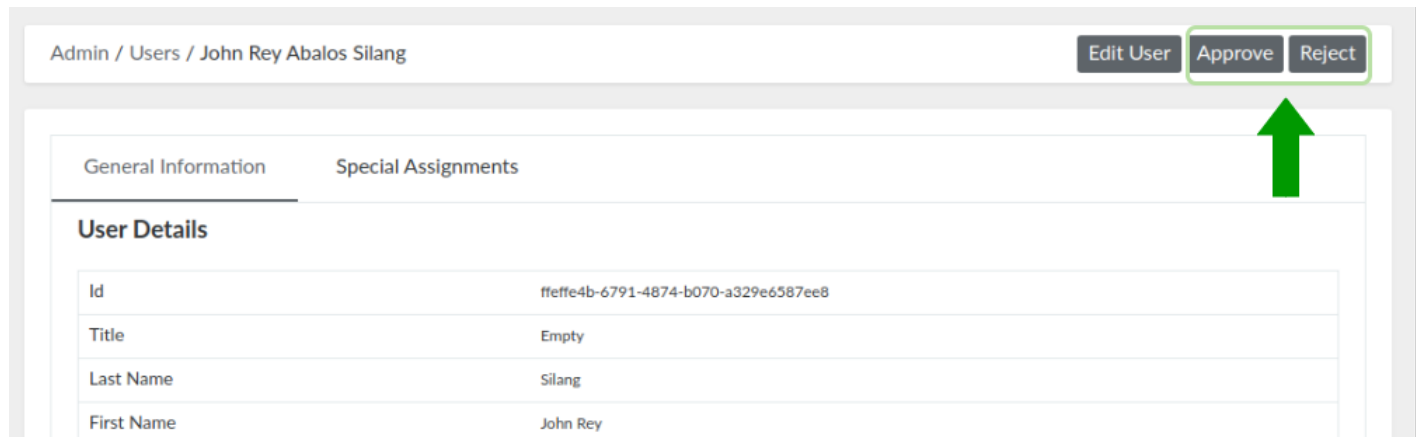 Admin / Users / John Rey Abalos Silang Edit User Approve Reject
General Information Special Assignments
User Details
Id ffeffe4b-6791-4874-b070-a329e6587ee8
Title Empty
Last Name Silang
First Name John Rey